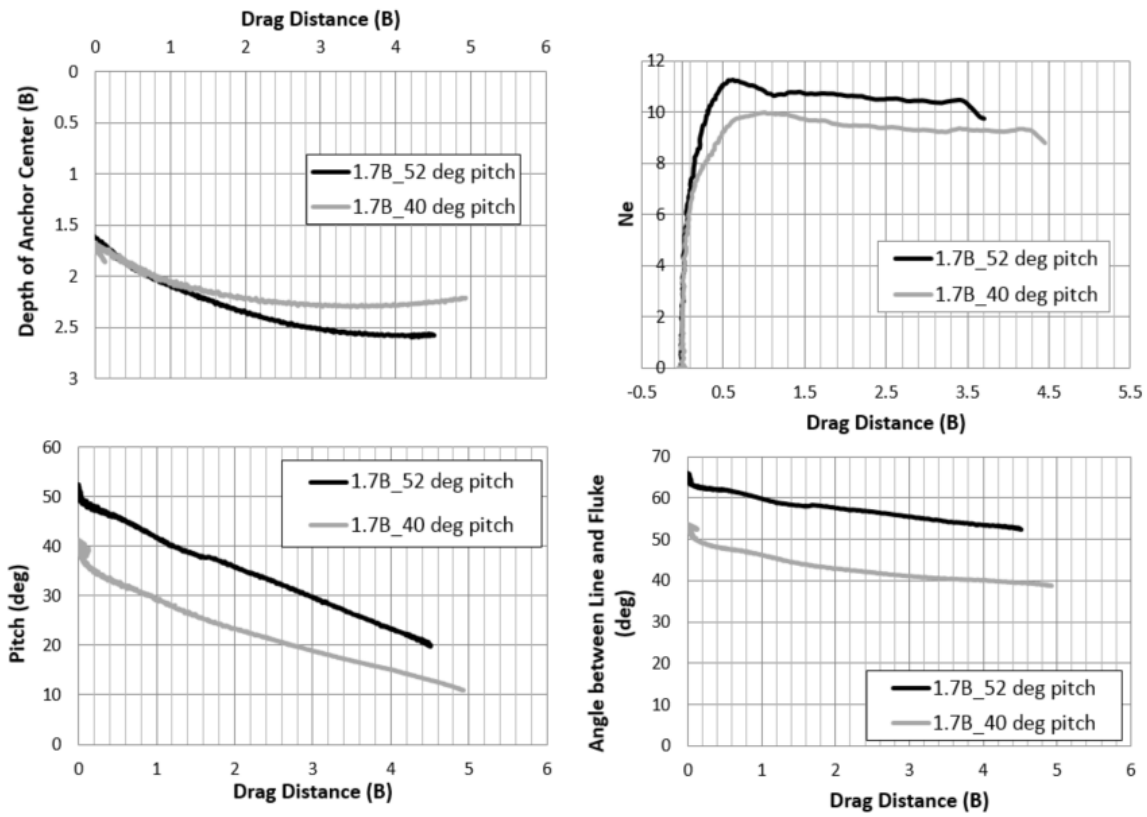 Drag Distance (B)
0 1 2 3 4 5 6
0
0.5
1
1.5
2
2.5
3
Depth of Anchor Center (B)
1.7B_52 deg pitch
1.7B_40 deg pitch
12
10
8
6
4
2
0
Ne
1.7B_52 deg pitch
1.7B_40 deg pitch
-0.5 0.5 1.5 2.5 3.5 4.5 5.5
Drag Distance (B)
60
50
40
30
20
10
0
Pitch (deg)
1.7B_52 deg pitch
1.7B_40 deg pitch
0 1 2 3 4 5 6
Drag Distance (B)
70
60
50
40
30
20
10
0
Angle between Line and Fluke
(deg)
1.7B_52 deg pitch
1.7B_40 deg pitch
0 1 2 3 4 5 6
Drag Distance (B)